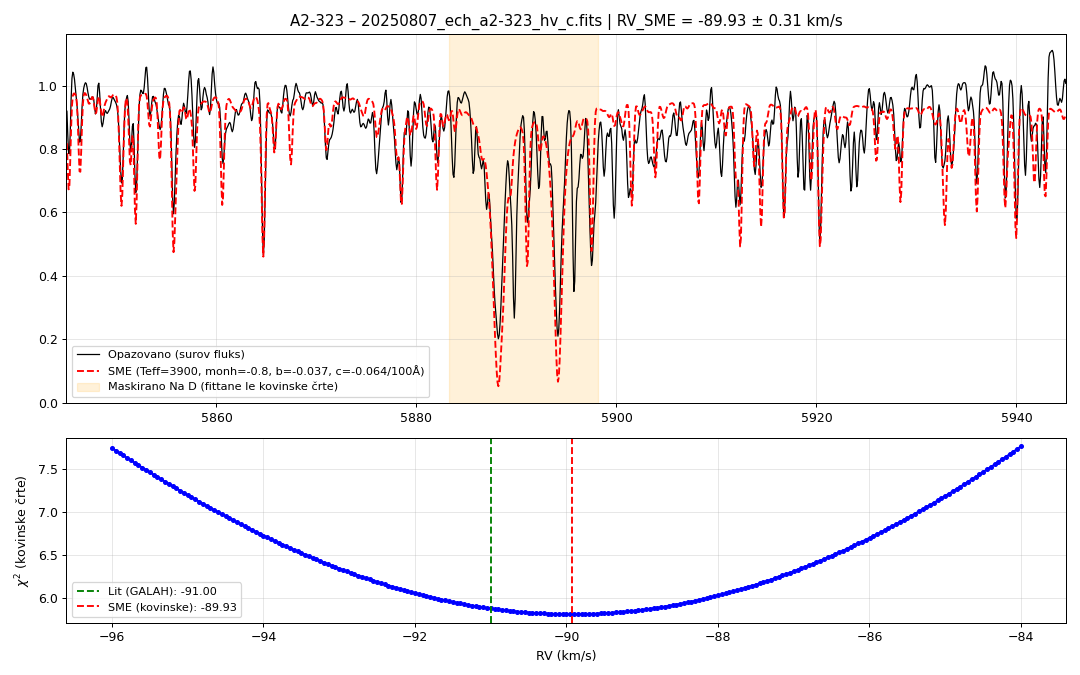 A2-323 – 20250807_ech_a2-323_hv_c.fits | RV_SME = -89.93 ± 0.31 km/s
1.0
0.8
0.6
0.4
0.2
0.0
Opazovano (surov fluks)
SME (Teff=3900, monh=-0.8, b=-0.037, c=-0.064/100Å)
Maskirano Na D (fittane le kovinske črte)
5860 5880 5900 5920 5940
χ² (kovinske črte)
7.5
7.0
6.5
6.0
Lit (GALAH): -91.00
SME (kovinske): -89.93
−96 −94 −92 −90 −88 −86 −84
RV (km/s)